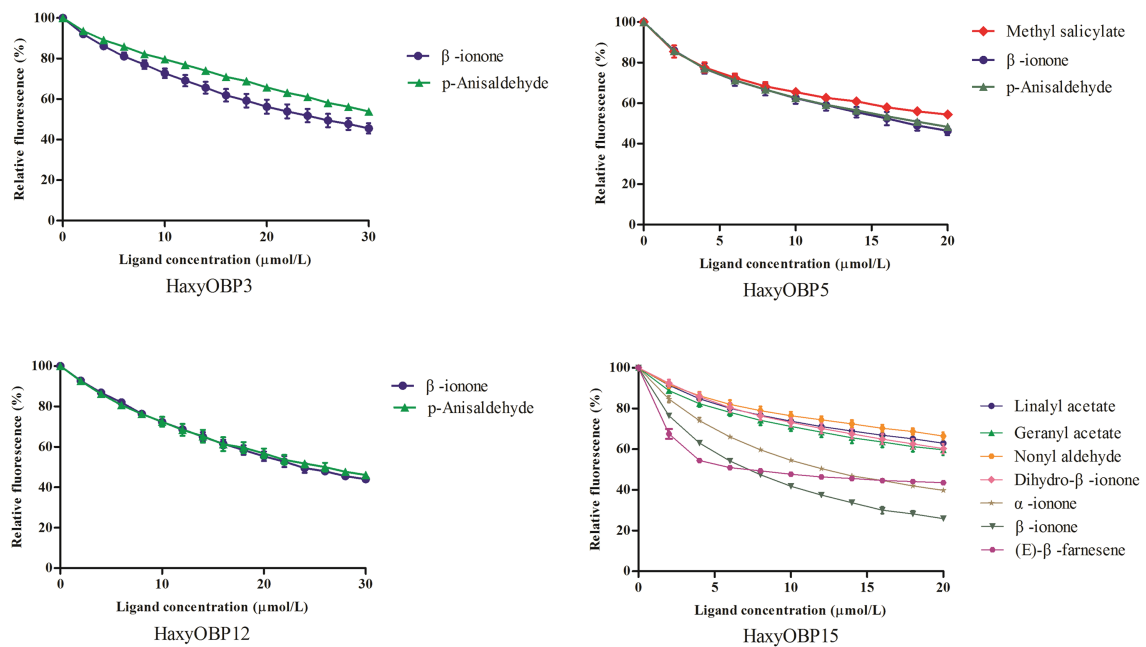 Relative fluorescence (%)
100
80
60
40
20
0
0
10
20
30
Ligand concentration (μmol/L)
HaxyOBP3
β -ionone
p-Anisaldehyde
Relative fluorescence (%)
100
80
60
40
20
0
0
5
10
15
20
Ligand concentration (μmol/L)
HaxyOBP5
Methyl salicylate
β -ionone
p-Anisaldehyde
Relative fluorescence (%)
100
80
60
40
20
0
0
10
20
30
Ligand concentration (μmol/L)
HaxyOBP12
β -ionone
p-Anisaldehyde
Relative fluorescence (%)
100
80
60
40
20
0
0
5
10
15
20
Ligand concentration (μmol/L)
HaxyOBP15
Linalyl acetate
Geranyl acetate
Nonyl aldehyde
Dihydro-β -ionone
α -ionone
β -ionone
(E)-β -farnesene